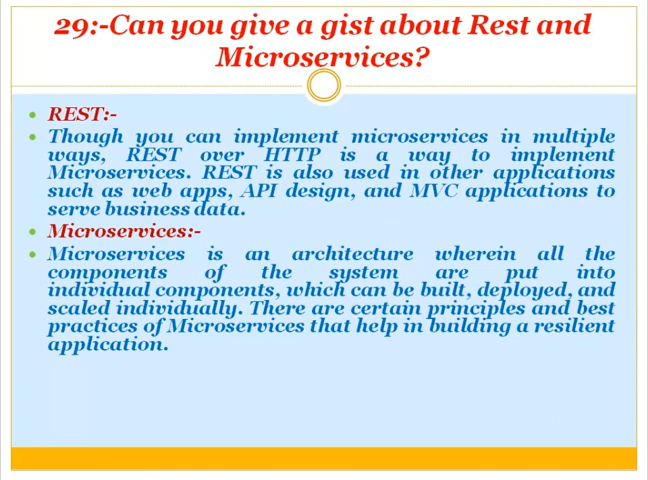 29:-Can you give a gist about Rest and
Microservices?
REST:-
Though you can implement microservices in multiple
ways, REST over HTTP is a way to implement
Microservices. REST is also used in other applications
such as web apps, API design, and MVC applications to
serve business data.
Microservices:-
Microservices is an architecture wherein all the
components of the system are put into
individual components, which can be built, deployed, and
scaled individually. There are certain principles and best
practices of Microservices that help in building a resilient
application.